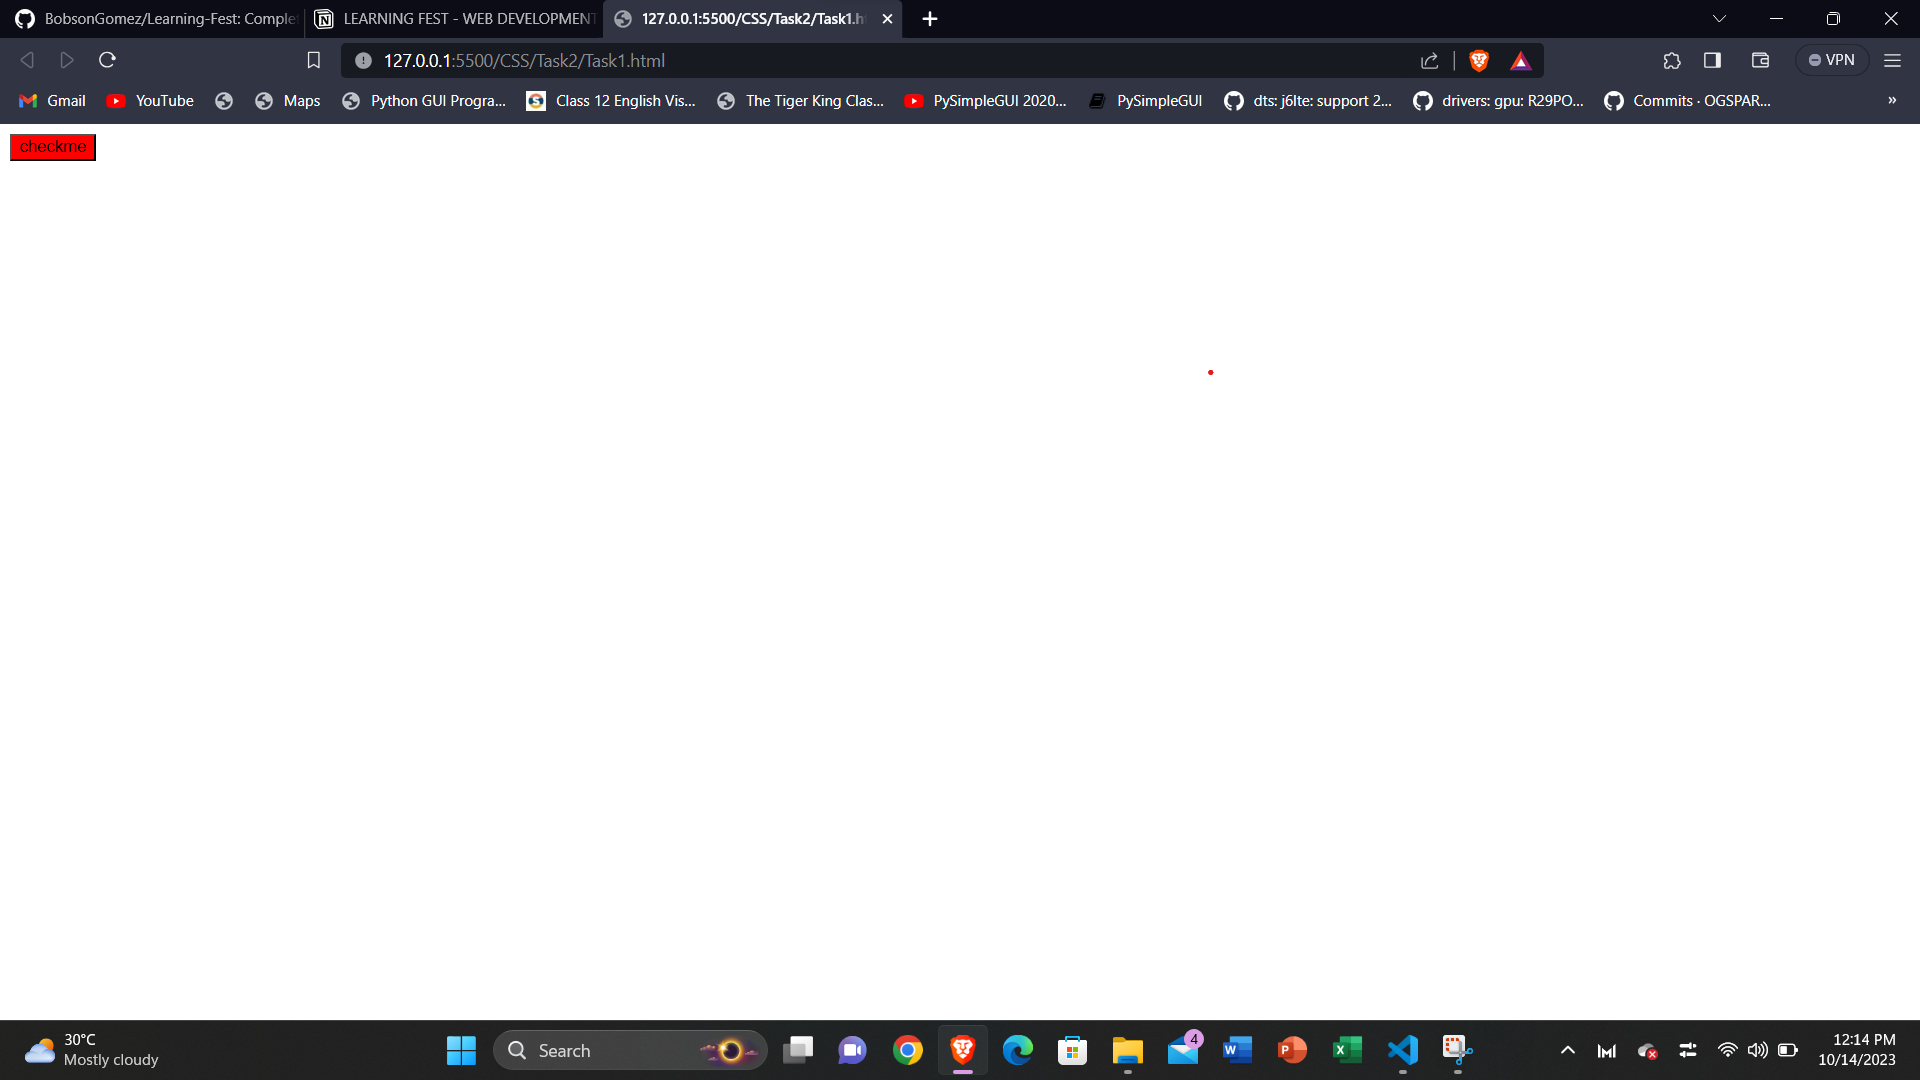 BobsonGomez/Learning-Fest: Comple
LEARNING FEST - WEB DEVELOPMENT
127.0.0.1:5500/CSS/Task2/Task1.h
127.0.0.1:5500/CSS/Task2/Task1.html
VPN
Gmail
YouTube
Maps
Python GUI Progra...
Class 12 English Vis...
The Tiger King Clas...
PySimpleGUI 2020...
PySimpleGUI
dts: j6lte: support 2...
drivers: gpu: R29PO...
Commits · OGSPAR...
»
checkme
30°C
Mostly cloudy
Search
4
12:14 PM
10/14/2023